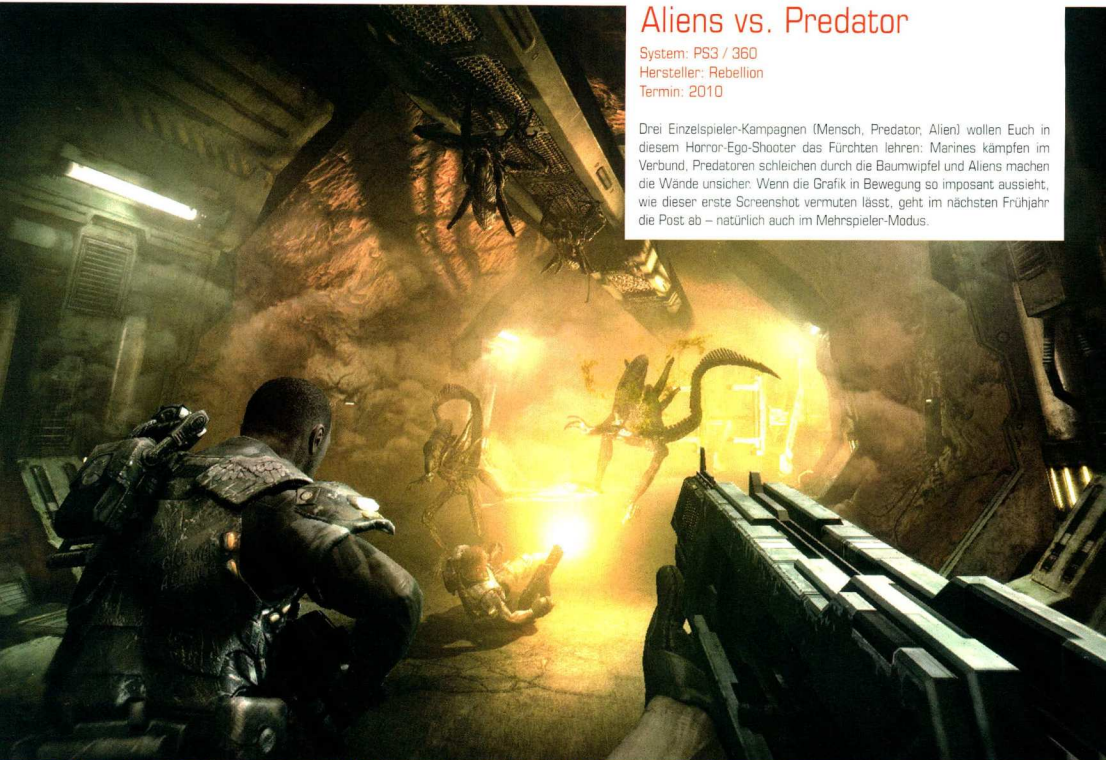 Aliens vs. Predator
System: PS3 / 360
Hersteller: Rebellion
Termin: 2010
Drei Einzelspieler-Kampagnen (Mensch, Predator, Alien) wollen Euch in
diesem Horror-Ego-Shooter das Fürchten lehren: Marines kämpfen im
Verbund, Predatoren schleichen durch die Baumwipfel und Aliens machen
die Wände unsicher. Wenn die Grafik in Bewegung so imposant aussieht,
wie dieser erste Screenshot vermuten lässt, geht im nächsten Frühjahr
die Post ab – natürlich auch im Mehrspieler-Modus.